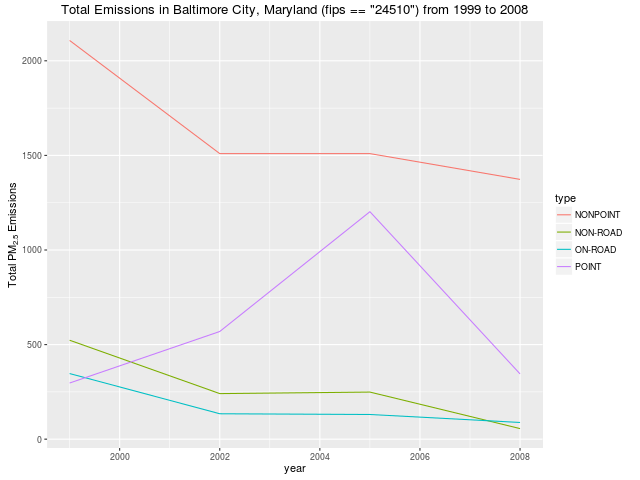 Total Emissions in Baltimore City, Maryland (fips == "24510") from 1999 to 2008
Total PM2.5 Emissions
2000
1500
1000
500
0
2000 2002 2004 2006 2008
year
type
NONPOINT
NON-ROAD
ON-ROAD
POINT